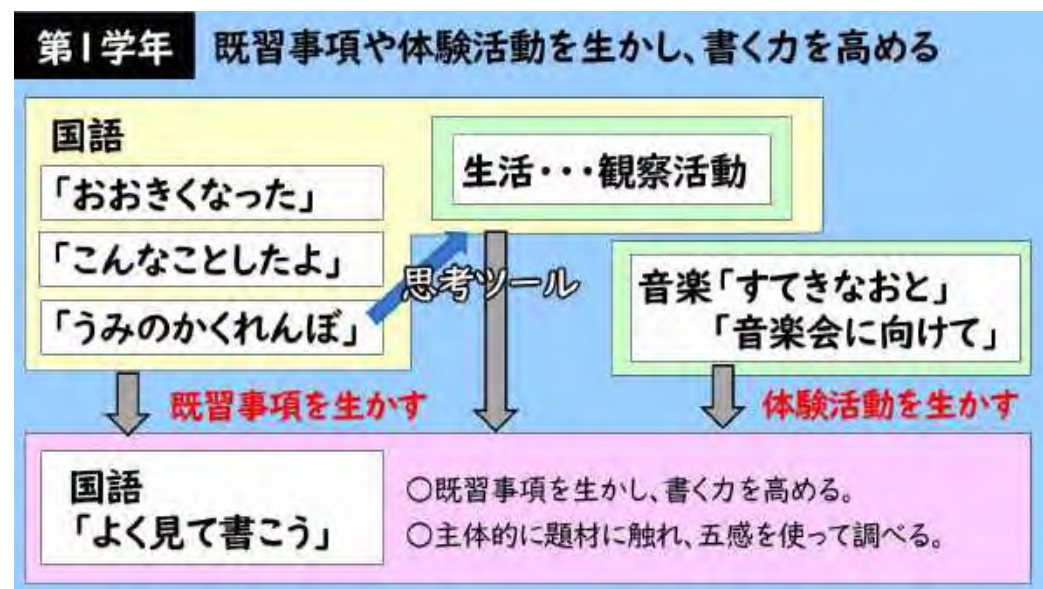 第1学年 既習事項や体験活動を生かし、書く力を高める
国語
「おおきくなった」
「こんなことしたよ」
「うみのかくれんぼ」
生活・・・観察活動
思考ツール
音楽「すてきなおと」
「音楽会に向けて」
既習事項を生かす
体験活動を生かす
国語
「よく見て書こう」
○既習事項を生かし、書く力を高める。
○主体的に題材に触れ、五感を使って調べる。